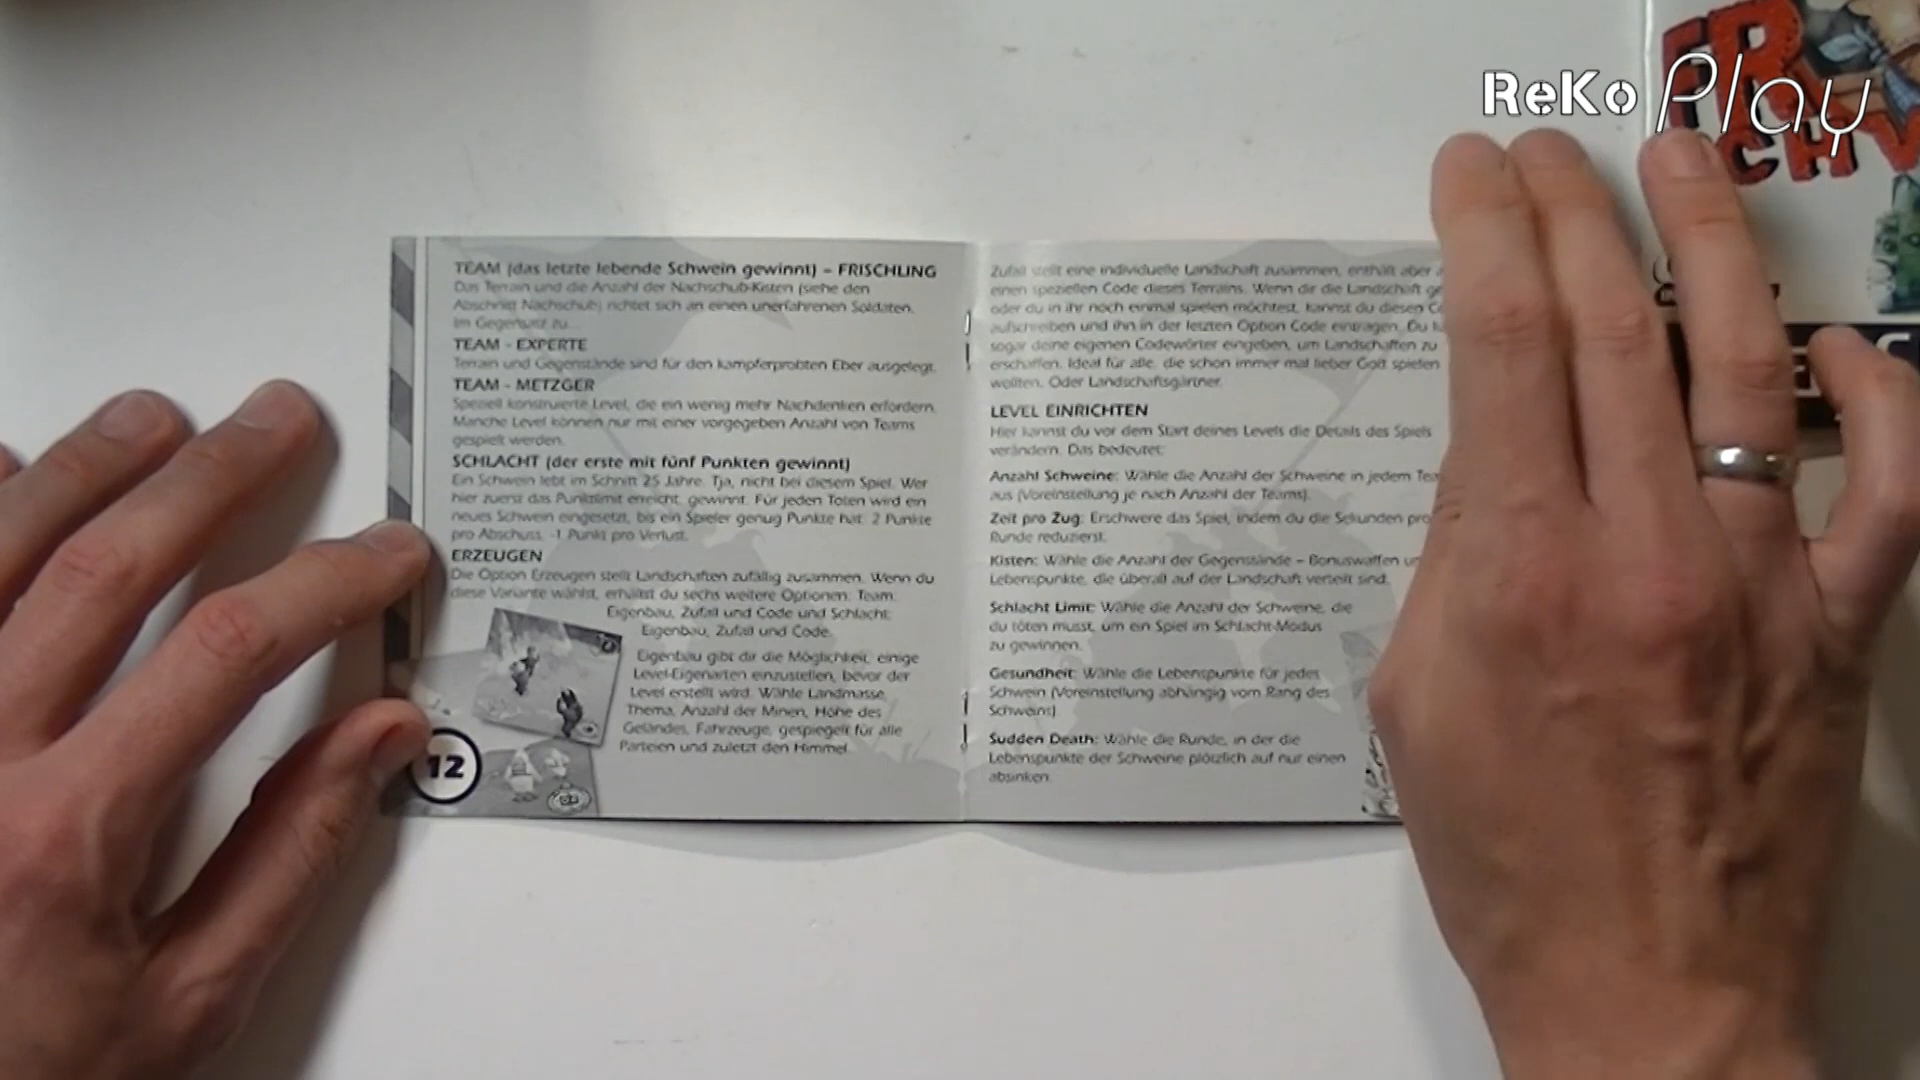 ReKo Play
TEAM (das letzte lebende Schwein gewinnt) – FRISCHLING
Das Terrain und die Anzahl der Nachschub-Kisten (siehe den
Abschnitt Nachschub) richtet sich an einen unerfahrenen Soldaten.
Im Gegensatz zu...
TEAM - EXPERTE
Terrain und Gegenstände sind für den kampferprobten Eber ausgelegt.
TEAM - METZGER
Speziell konstruierte Level, die ein wenig mehr Nachdenken erfordern.
Manche Level können nur mit einer vorgegeben Anzahl von Teams
gespielt werden.
SCHLACHT (der erste mit fünf Punkten gewinnt)
Ein Schwein lebt im Schnitt 25 Jahre. Tja, nicht bei diesem Spiel. Wer
hier zuerst das Punktlimit erreicht, gewinnt. Für jeden Toten wird ein
neues Schwein eingesetzt, bis ein Spieler genug Punkte hat. 2 Punkte
pro Abschuss, -1 Punkt pro Verlust.
ERZEUGEN
Die Option Erzeugen stellt Landschaften zufällig zusammen. Wenn du
diese Variante wählst, erhältst du sechs weitere Optionen: Team:
Eigenbau, Zufall und Code und Schlacht:
Eigenbau, Zufall und Code.
Eigenbau gibt dir die Möglichkeit, einige
Level-Eigenarten einzustellen, bevor der
Level erstellt wird. Wähle Landmasse,
Thema, Anzahl der Minen, Höhe des
Geländes, Fahrzeuge, gespiegelt für alle
Parteien und zuletzt den Himmel.
12
Zufall stellt eine individuelle Landschaft zusammen, enthält aber
einen speziellen Code dieses Terrains. Wenn dir die Landschaft
oder du in ihr noch einmal spielen möchtest, kannst du diesen
aufschreiben und ihn in der letzten Option Code eintragen. Du
sogar deine eigenen Codewörter eingeben, um Landschaften zu
erschaffen. Ideal für alle, die schon immer mal lieber Gott spielen
wollten. Oder Landschaftsgärtner.
LEVEL EINRICHTEN
Hier kannst du vor dem Start deines Levels die Details des Spiels
verändern. Das bedeutet:
Anzahl Schweine: Wähle die Anzahl der Schweine in jedem
aus (Voreinstellung je nach Anzahl der Teams).
Zeit pro Zug: Erschwere das Spiel, indem du die Sekunden pro
Runde reduzierst.
Kisten: Wähle die Anzahl der Gegenstände – Bonuswaffen
Lebenspunkte, die überall auf der Landschaft verteilt sind.
Schlacht Limit: Wähle die Anzahl der Schweine, die
du töten musst, um ein Spiel im Schlacht-Modus
zu gewinnen.
Gesundheit: Wähle die Lebenspunkte für jedes
Schwein (Voreinstellung abhängig vom Rang des
Schweins).
Sudden Death: Wähle die Runde, in der die
Lebenspunkte der Schweine plötzlich auf nur einen
absinken.